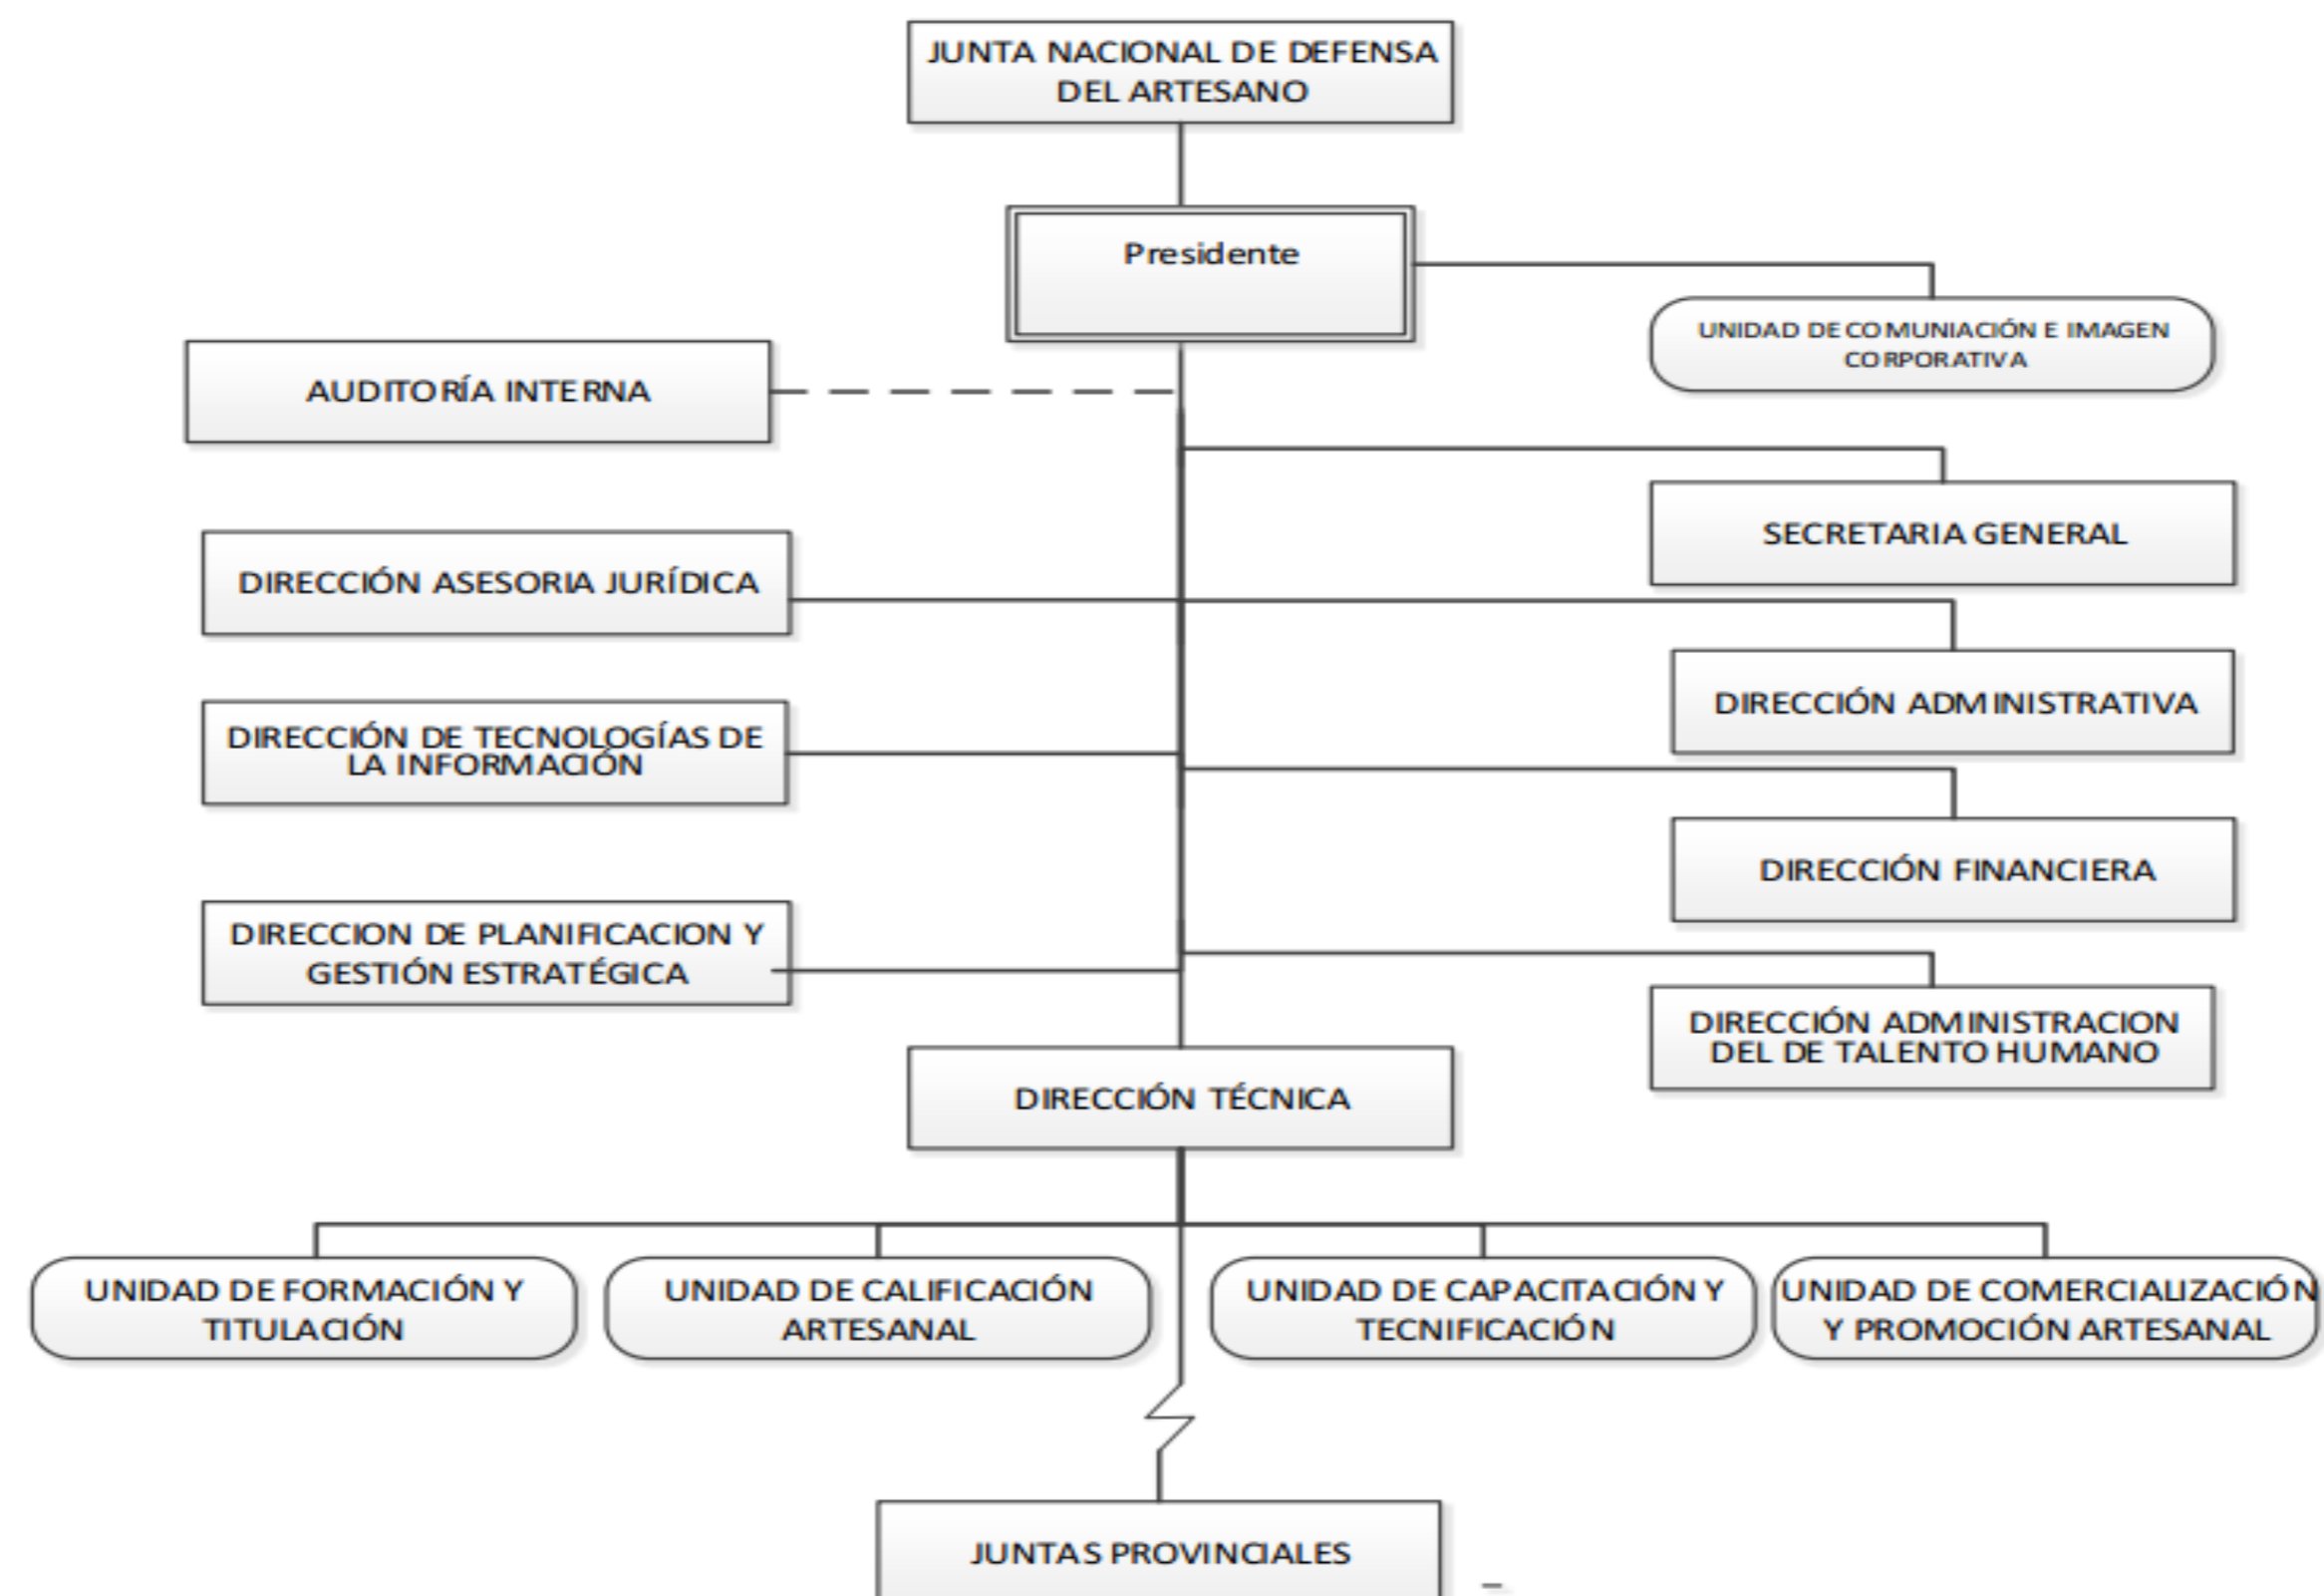 JUNTA NACIONAL DE DEFENSA
DEL ARTESANO
Presidente
UNIDAD DE COMUNIACIÓN E IMAGEN
CORPORATIVA
AUDITORÍA INTERNA
SECRETARIA GENERAL
DIRECCIÓN ASESORIA JURÍDICA
DIRECCIÓN ADMINISTRATIVA
DIRECCIÓN DE TECNOLOGÍAS DE
LA INFORMACIÓN
DIRECCIÓN FINANCIERA
DIRECCION DE PLANIFICACION Y
GESTIÓN ESTRATÉGICA
DIRECCIÓN ADMINISTRACION
DEL DE TALENTO HUMANO
DIRECCIÓN TÉCNICA
UNIDAD DE FORMACIÓN Y
TITULACIÓN
UNIDAD DE CALIFICACIÓN
ARTESANAL
UNIDAD DE CAPACITACIÓN Y
TECNIFICACIÓN
UNIDAD DE COMERCIALIZACIÓN
Y PROMOCIÓN ARTESANAL
JUNTAS PROVINCIALES